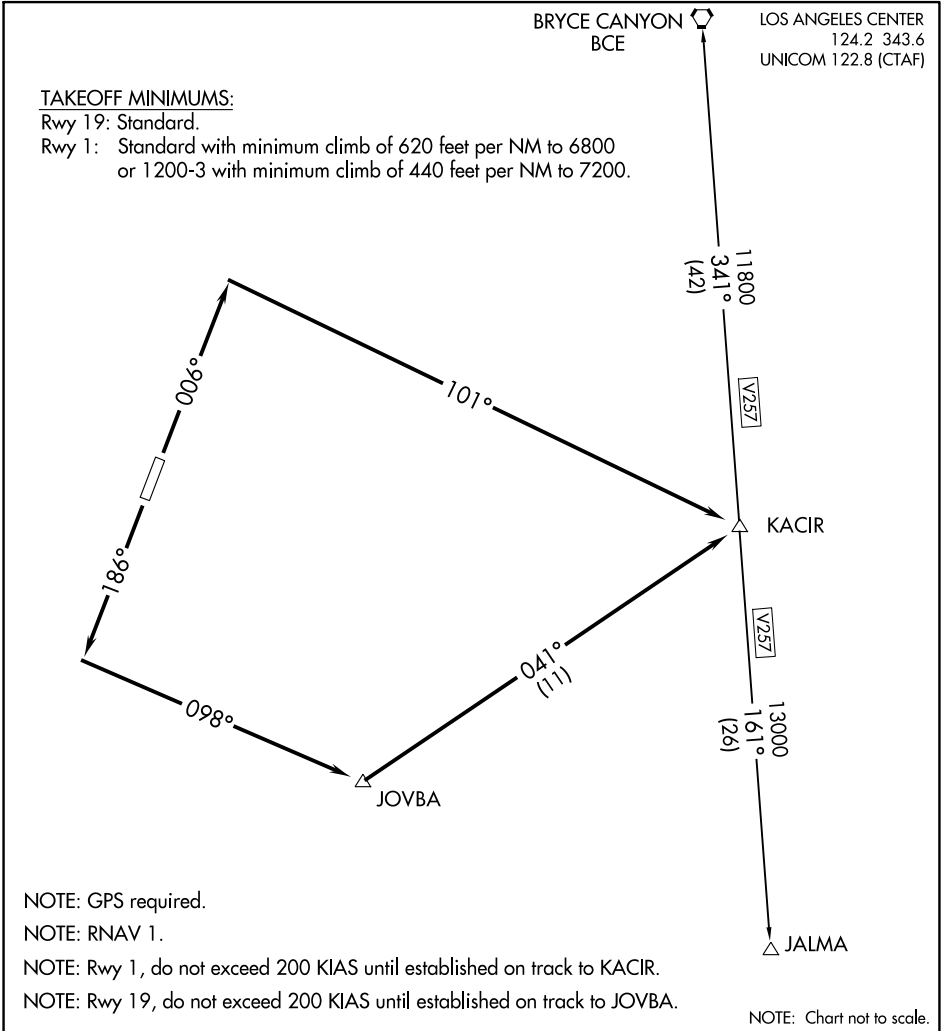 BRYCE CANYON
BCE
LOS ANGELES CENTER
124.2 343.6
UNICOM 122.8 (CTAF)
TAKEOFF MINIMUMS:
Rwy 19: Standard.
Rwy 1: Standard with minimum climb of 620 feet per NM to 6800
or 1200-3 with minimum climb of 440 feet per NM to 7200.
11800
341°
(42)
006°
101°
V257
KACIR
186°
V257
041°
(11)
098°
13000
161°
(26)
JOVBA
NOTE: GPS required.
NOTE: RNAV 1.
JALMA
NOTE: Rwy 1, do not exceed 200 KIAS until established on track to KACIR.
NOTE: Rwy 19, do not exceed 200 KIAS until established on track to JOVBA.
NOTE: Chart not to scale.